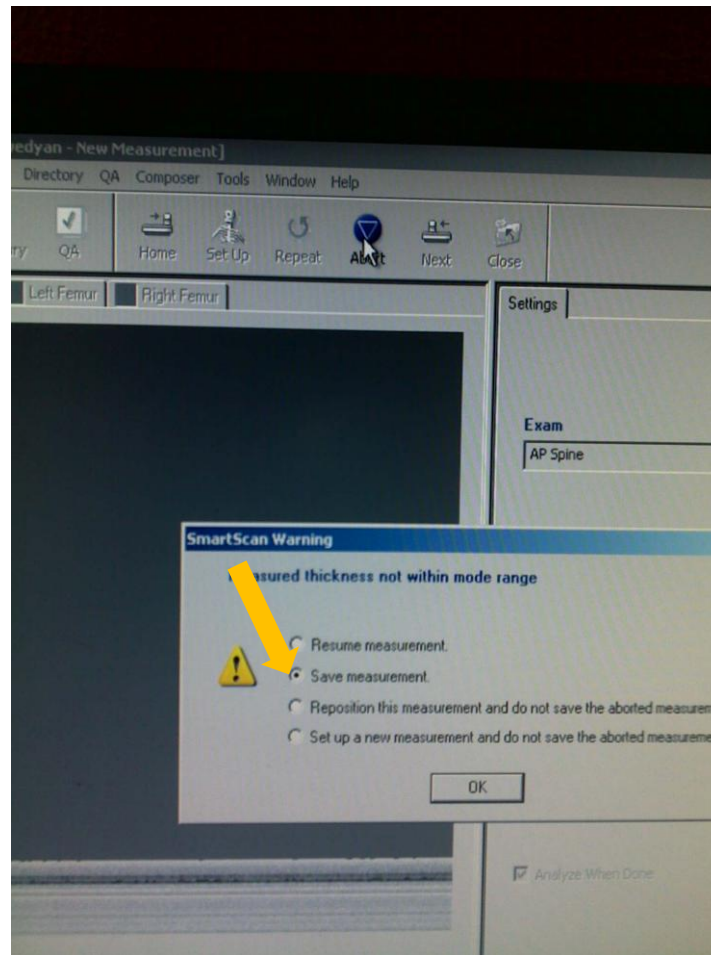 edyan - New Measurement]
Directory QA Composer Tools Window Help
ry QA Home Set Up Repeat Abort Next Close
Left Femur Right Femur
Settings
Exam
AP Spine
SmartScan Warning
asured thickness not within mode range
Resume measurement.
Save measurement.
Reposition this measurement and do not save the aborted measurem
Set up a new measurement and do not save the aborted measureme
OK
Analyze When Done